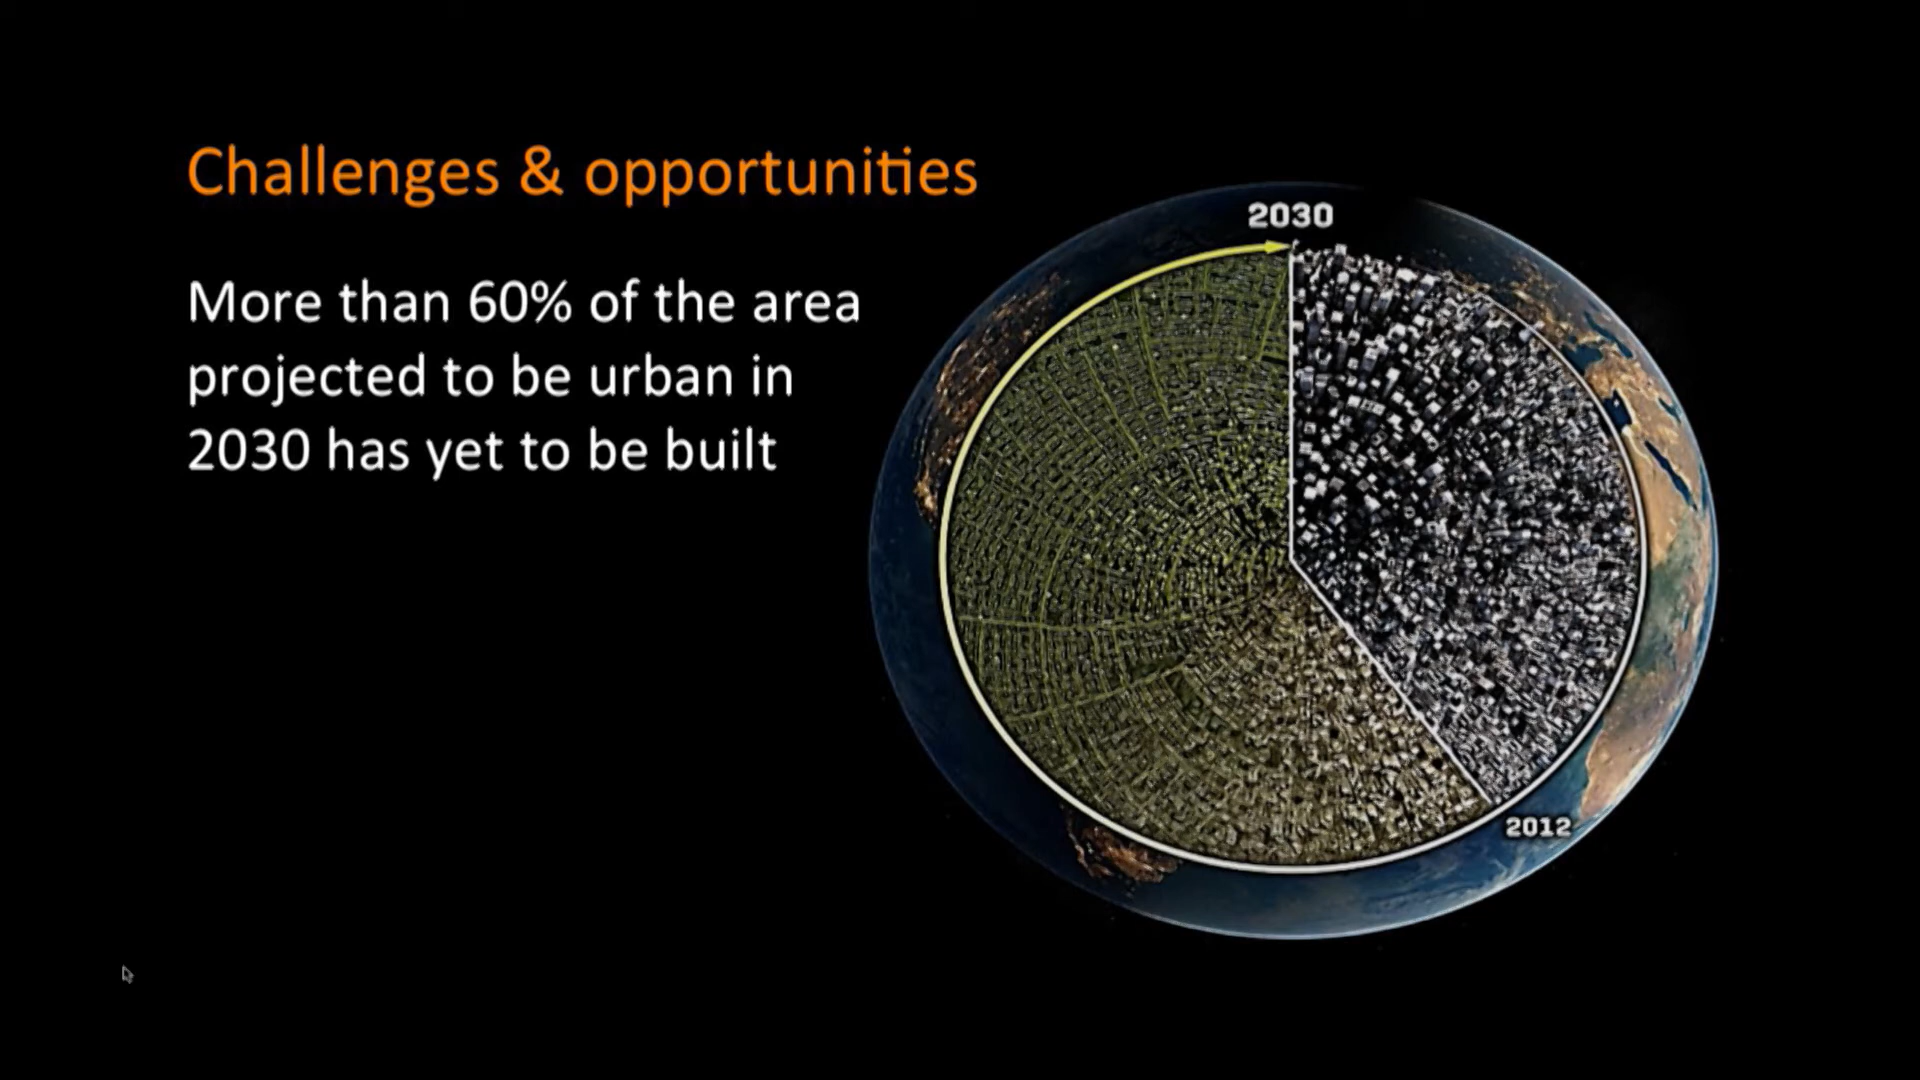 Challenges & opportunities
More than 60% of the area
projected to be urban in
2030 has yet to be built
2030
2012